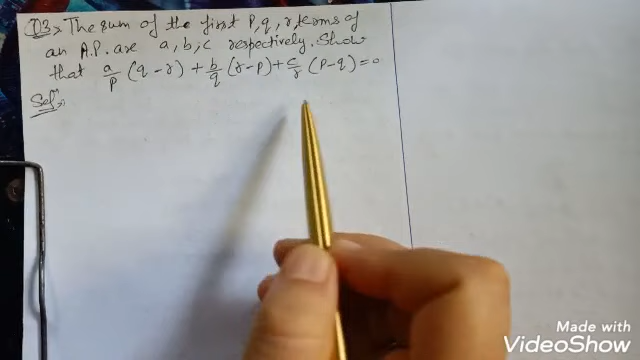 Q3. The sum of the first P, q, r, terms of
an A.P. are a, b, c respectively. Show
that a/p (q - r) + b/q (r - p) + c/r (p - q) = 0
Sol^n:
Made with
VideoShow